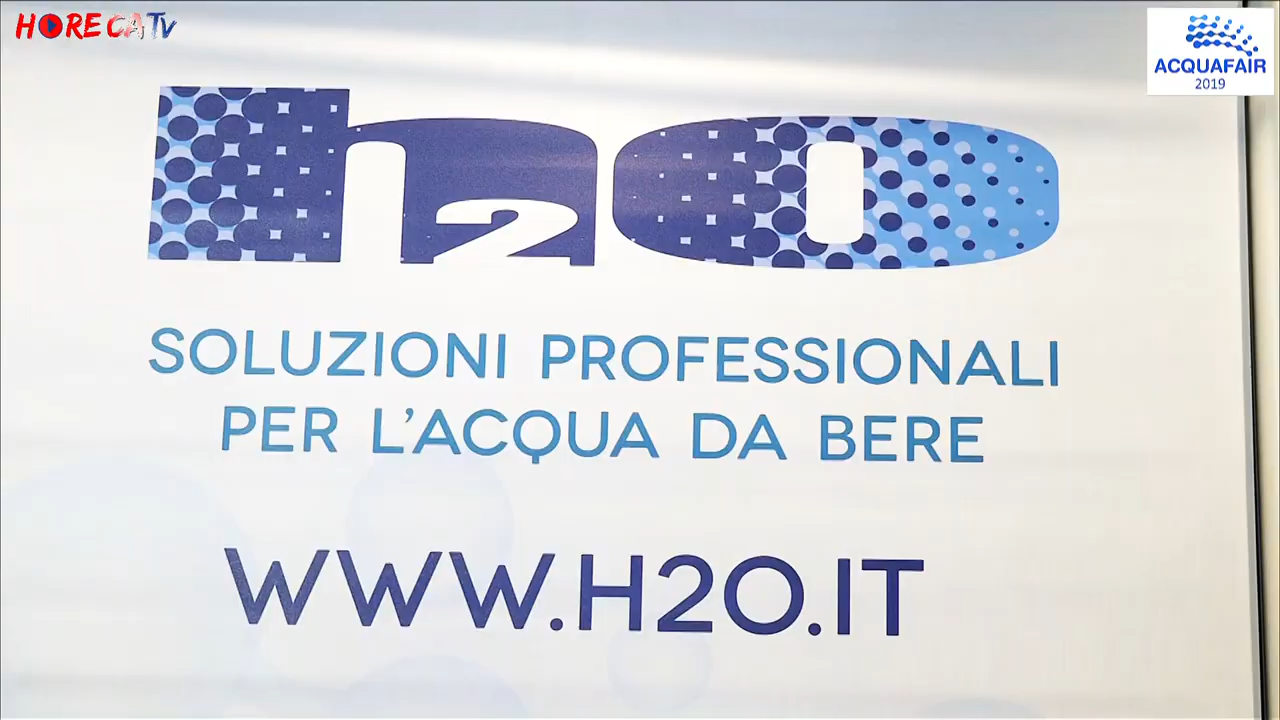 HORECATv
ACQUAFAIR
2019
h2O
SOLUZIONI PROFESSIONALI
PER L'ACQUA DA BERE
WWW.H2O.IT